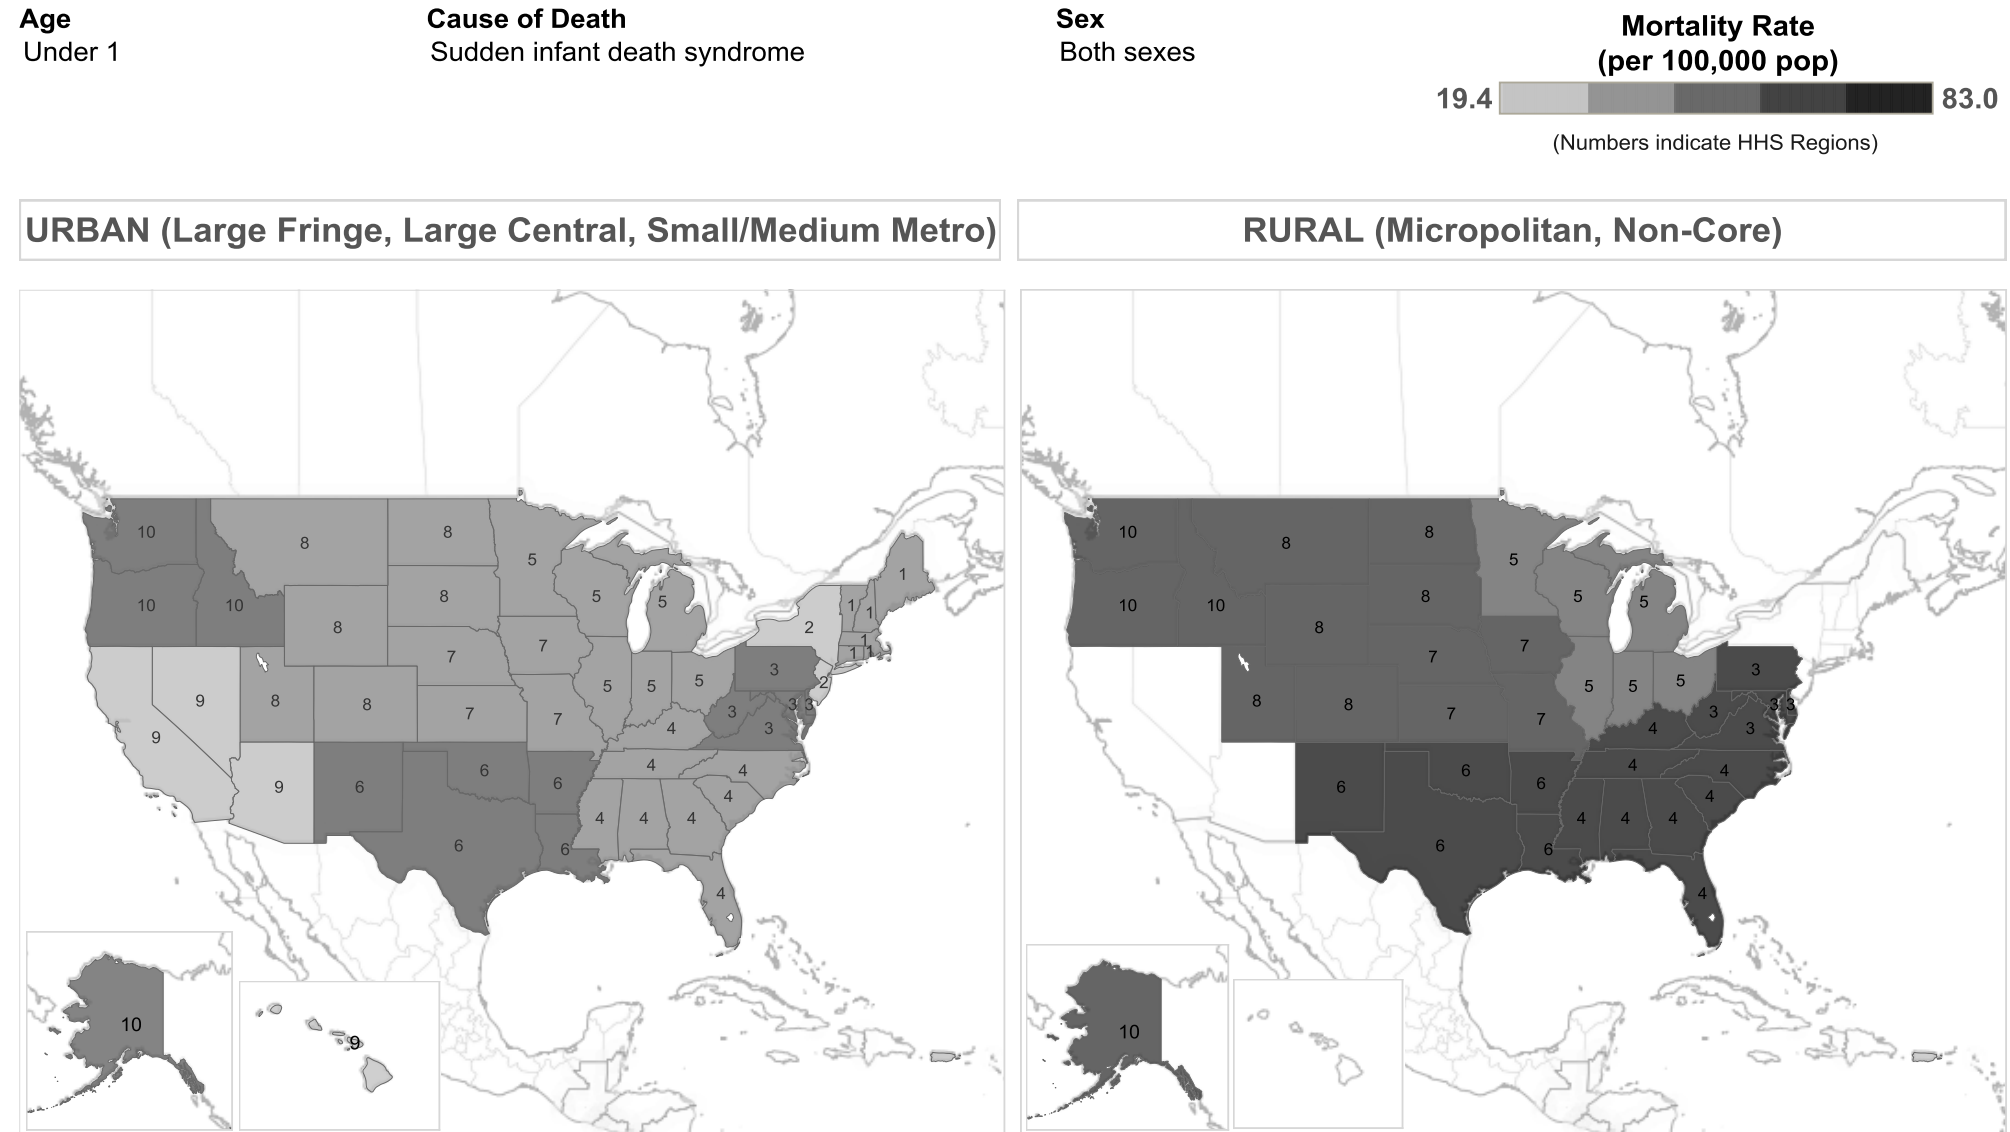 Age
Under 1
Cause of Death
Sudden infant death syndrome
Sex
Both sexes
Mortality Rate
(per 100,000 pop)
19.4 83.0
(Numbers indicate HHS Regions)
URBAN (Large Fringe, Large Central, Small/Medium Metro)
10 8 8 5 1
10 10 8 8 5 5 1 1
2
7 7 1
1 1
9 8 8 7 7 5 5 5 3 2
9 3 3 3 3
4
9 6 6 6 4 4
4 4 4 4
6 6
4
10
9
RURAL (Micropolitan, Non-Core)
10 8 8 5
10 10 8 8 5 5
7 7
8 8 7 7 5 5 5 3
3 3 3 3
4
6 6 6 4 4
4 4 4 4
6 6
4
10